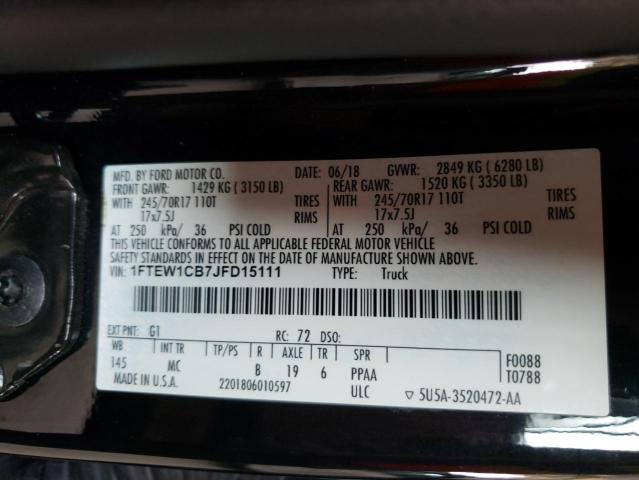 MFD. BY FORD MOTOR CO. 06/18 GVWR: 2849 KG ( 6280 LB)
FRONT GAWR: 1429 KG ( 3150 LB) REAR GAWR: 1520 KG ( 3350 LB)
WITH 245/70R17 110T TIRES WITH 245/70R17 110T TIRES
17x7.5J RIMS 17x7.5J RIMS
AT 250 kPa/ 36 PSI COLD AT 250 kPa/ 36 PSI COLD
THIS VEHICLE CONFORMS TO ALL APPLICABLE FEDERAL MOTOR VEHICLE
SAFETY STANDARDS IN EFFECT ON THE DATE OF MANUFACTURE SHOWN ABOVE.
VIN: 1FTEW1CB7JFD15111 TYPE: Truck
EXT PNT: G1 RC: 72 DSO:
WB INT TR TP/PS R AXLE TR SPR F0088
145 MC B 19 6 PPAA T0788
MADE IN U.S.A. 2201806010597 ULC ▽ 5U5A-3520472-AA